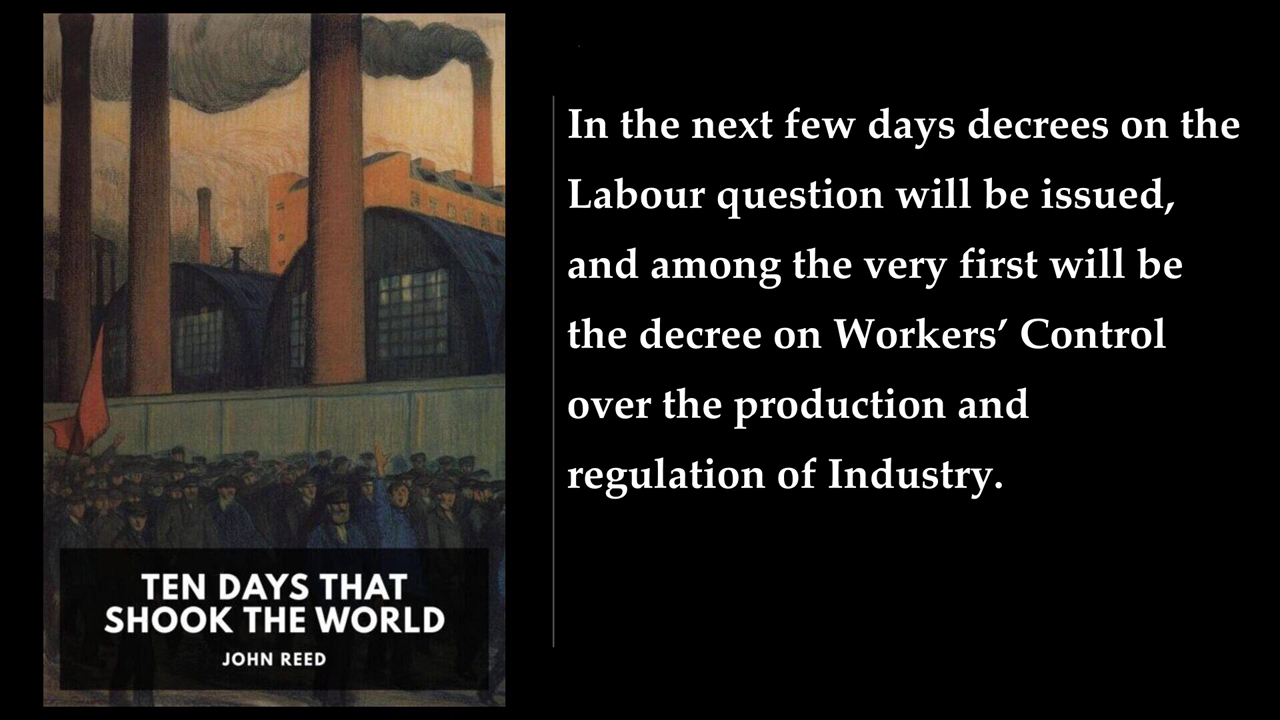 In the next few days decrees on the
Labour question will be issued,
and among the very first will be
the decree on Workers’ Control
over the production and
regulation of Industry.
TEN DAYS THAT
SHOOK THE WORLD
JOHN REED